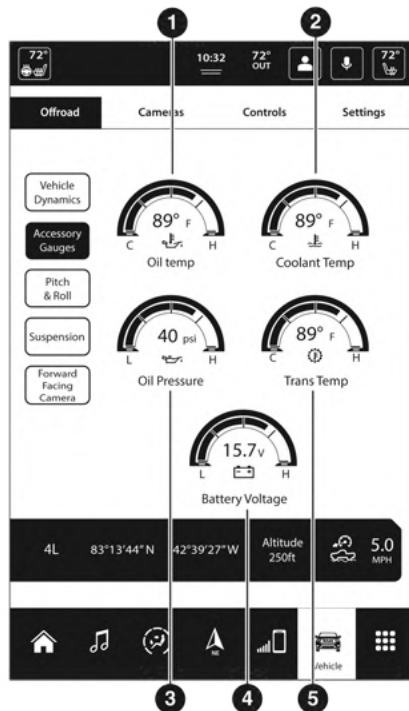 1
2
72°
10:32
72°
OUT
72°
Offroad
Cameras
Controls
Settings
Vehicle
Dynamics
Accessory
Gauges
Pitch
& Roll
Suspension
Forward
Facing
Camera
89° F
C
H
Oil temp
89° F
C
H
Coolant Temp
40 psi
L
H
Oil Pressure
89° F
C
H
Trans Temp
15.7 v
L
H
Battery Voltage
4L
83°13'44" N
42°39'27" W
Altitude
250ft
5.0
MPH
NE
Vehicle
3
4
5